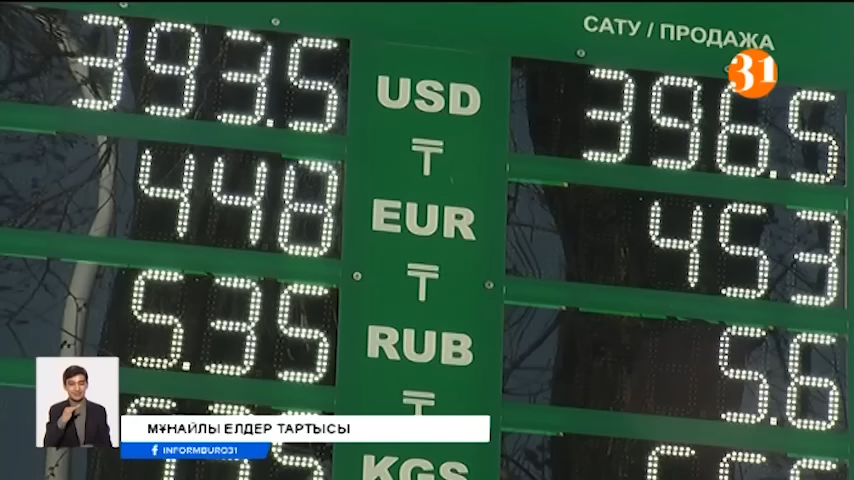 САТУ / ПРОДАЖА
31
393.5 USD 396.5
₸
448 EUR 453
₸
5.35 RUB 5.6
₸
KGS
МҰНАЙЛЫ ЕЛДЕР ТАРТЫСЫ
f INFORMBURO31